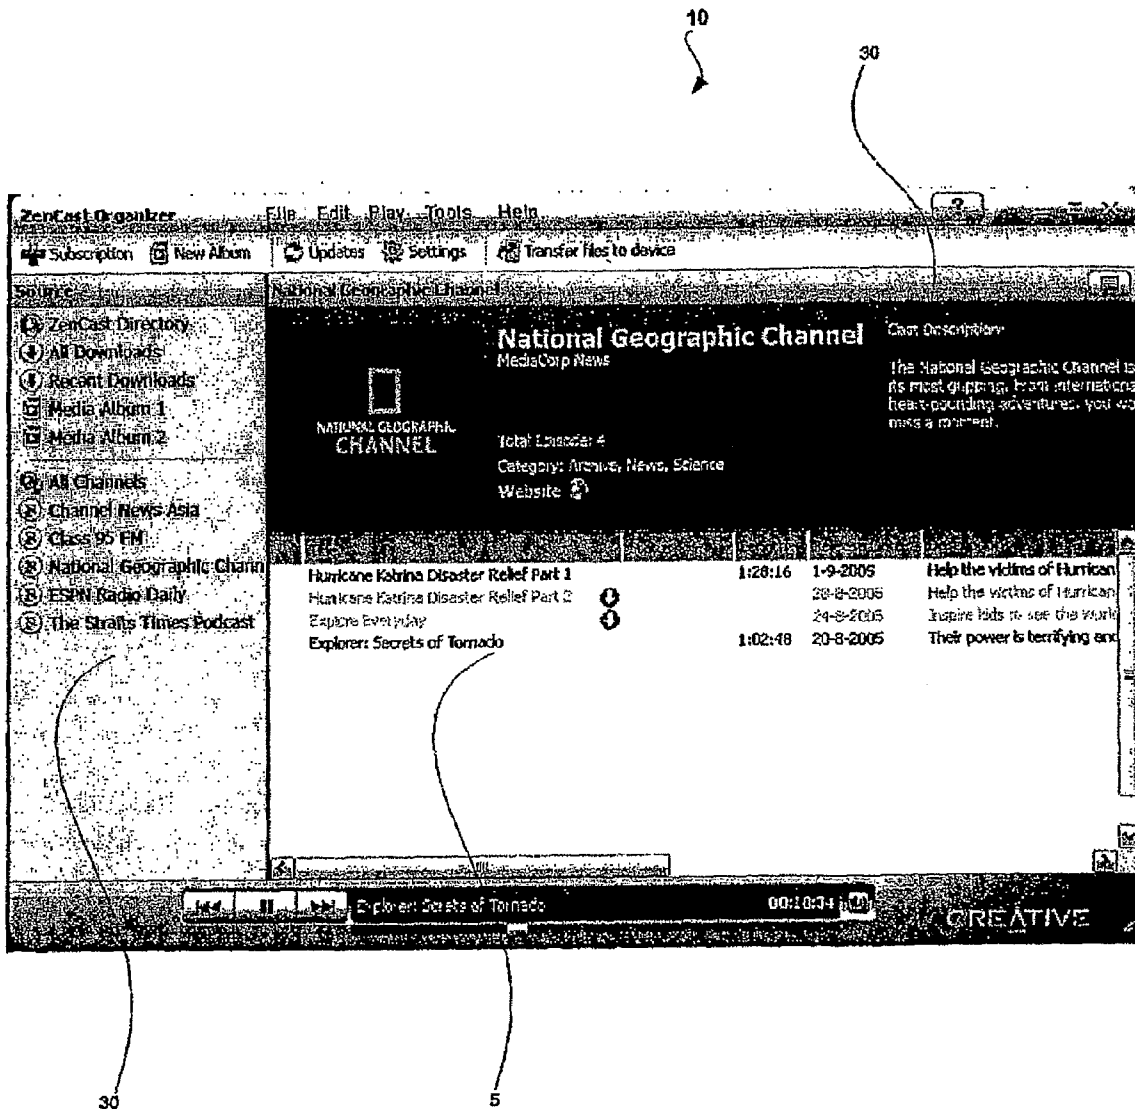 10
30
ZenCast Organizer File Edit Play Tools Help ?
Subscription New Album Updates Settings Transfer files to device
Source National Geographic Channel
ZenCast Directory
All Downloads
Recent Downloads
Media Album 1
Media Album 2
All Channels
Channel News Asia
Class 95 FM
National Geographic Chann
ESPN Radio Daily
The Straits Times Podcast
NATIONAL GEOGRAPHIC
CHANNEL
National Geographic Channel
MediaCorp News
Total Episode: 4
Category: Archive, News, Science
Website
Cast Description:
The National Geographic Channel is
its most gripping. From internationa
heart-pounding adventures, you wo
miss a moment.
Hurricane Katrina Disaster Relief Part 1 1:28:16 1-9-2005 Help the victims of Hurrican
Hurricane Katrina Disaster Relief Part 2 28-8-2005 Help the victims of Hurrican
Explore Everyday 24-8-2005 Inspire kids to see the world
Explorer: Secrets of Tornado 1:02:48 20-8-2005 Their power is terrifying and
Explorer: Screts of Tornado 00:10:34
CREATIVE
30
5